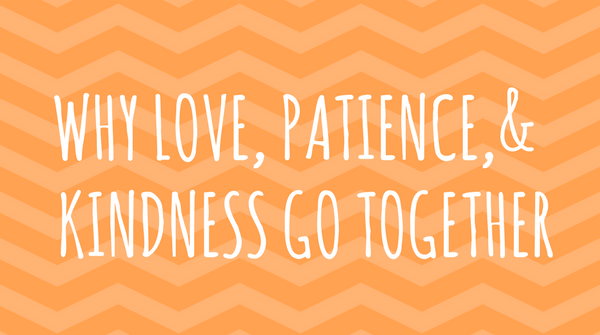 WHY LOVE, PATIENCE, &
KINDNESS GO TOGETHER